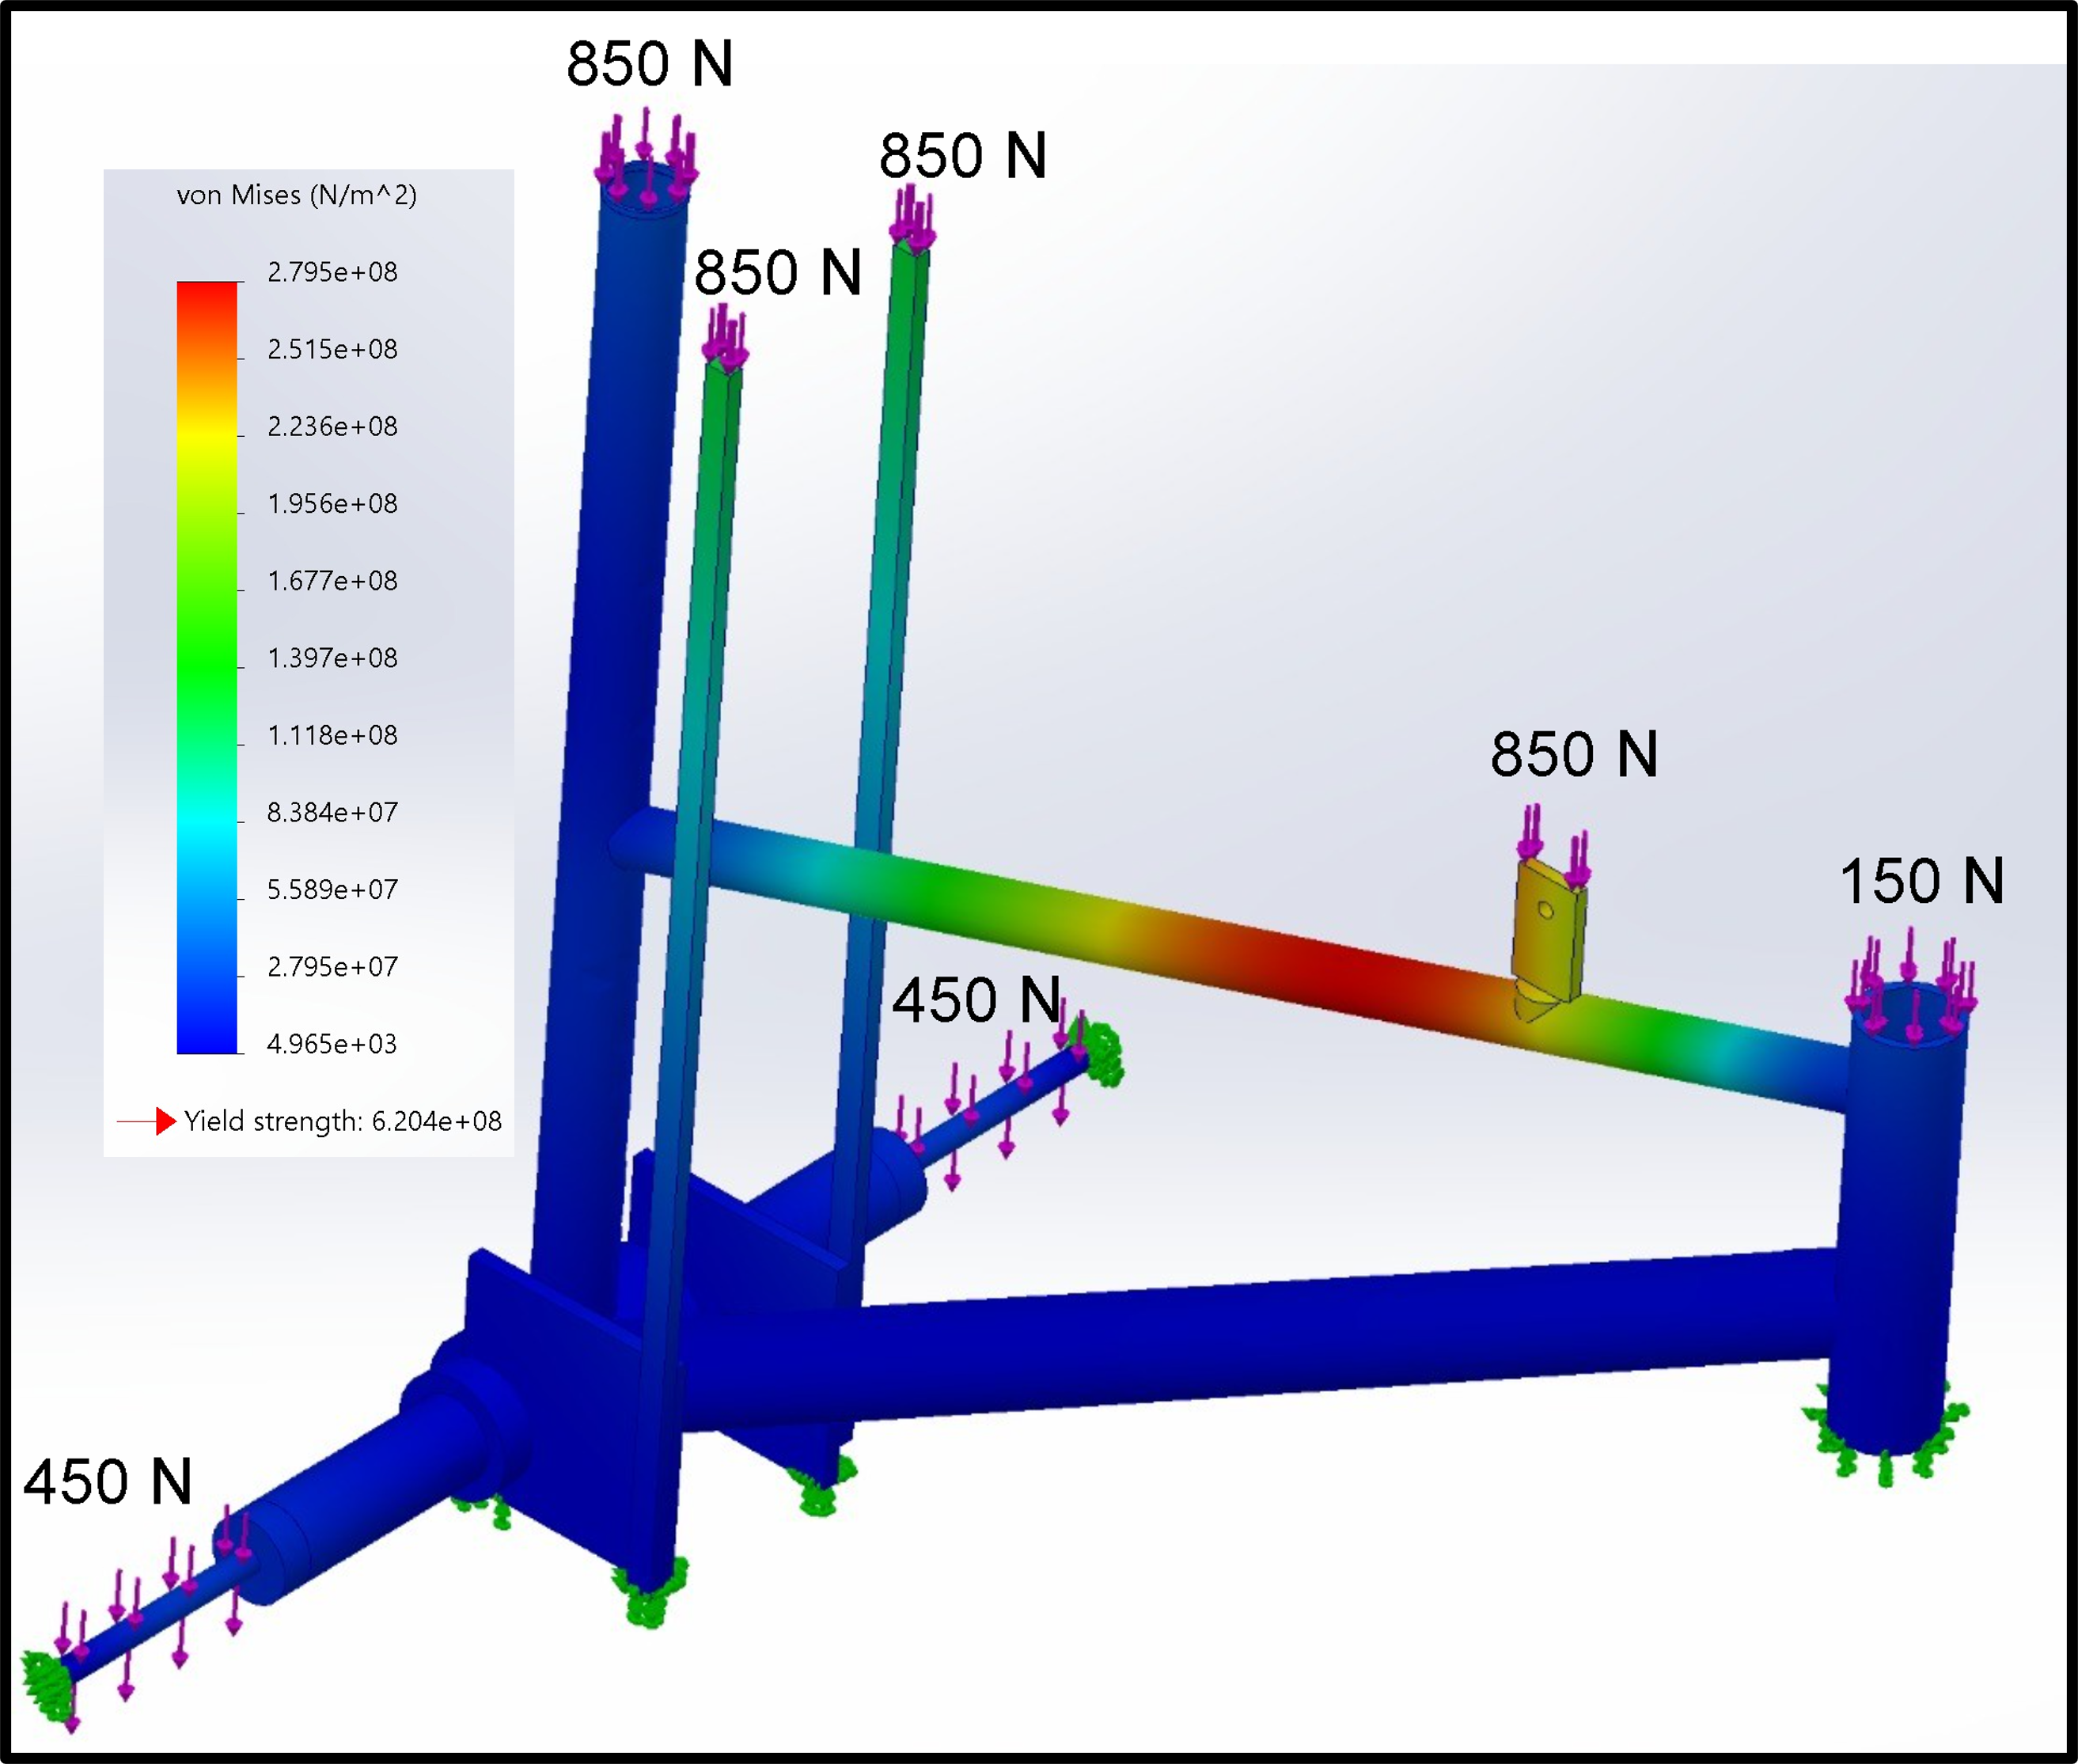 850 N
850 N
von Mises (N/m^2)
850 N
2.795e+08
2.515e+08
2.236e+08
1.956e+08
1.677e+08
1.397e+08
1.118e+08
8.384e+07
5.589e+07
2.795e+07
4.965e+03
Yield strength: 6.204e+08
850 N
150 N
450 N
450 N